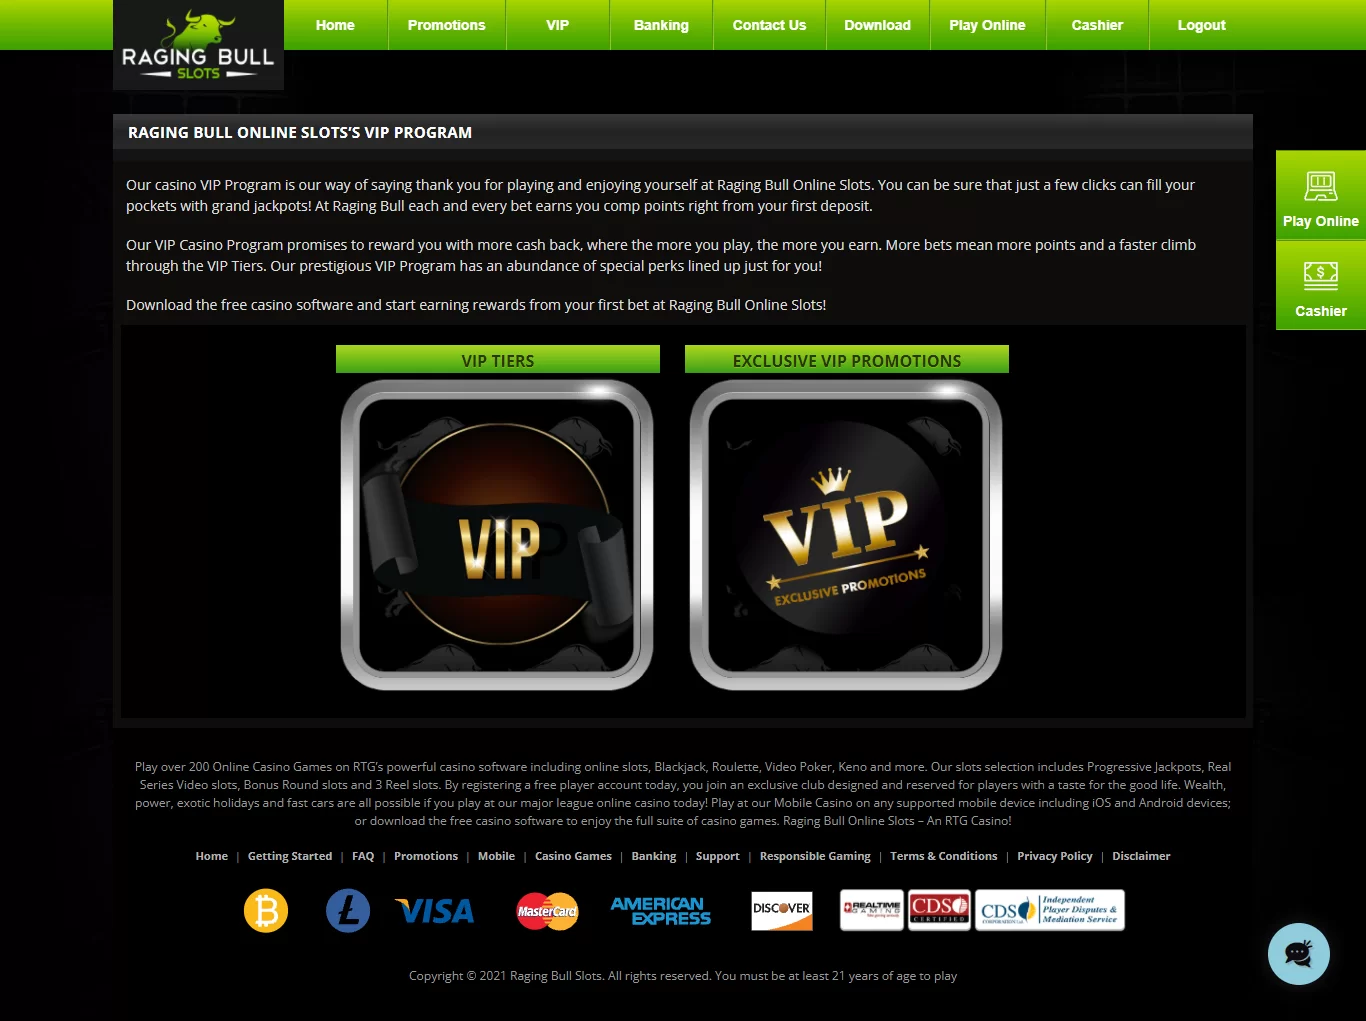 Home
Promotions
VIP
Banking
Contact Us
Download
Play Online
Cashier
Logout
RAGING BULL
SLOTS
RAGING BULL ONLINE SLOTS'S VIP PROGRAM
Our casino VIP Program is our way of saying thank you for playing and enjoying yourself at Raging Bull Online Slots. You can be sure that just a few clicks can fill your
pockets with grand jackpots! At Raging Bull each and every bet earns you comp points right from your first deposit.
Our VIP Casino Program promises to reward you with more cash back, where the more you play, the more you earn. More bets mean more points and a faster climb
through the VIP Tiers. Our prestigious VIP Program has an abundance of special perks lined up just for you!
Download the free casino software and start earning rewards from your first bet at Raging Bull Online Slots!
Play Online
Cashier
VIP TIERS
EXCLUSIVE VIP PROMOTIONS
VIP
VIP
EXCLUSIVE PROMOTIONS
Play over 200 Online Casino Games on RTG's powerful casino software including online slots, Blackjack, Roulette, Video Poker, Keno and more. Our slots selection includes Progressive Jackpots, Real
Series Video slots, Bonus Round slots and 3 Reel slots. By registering a free player account today, you join an exclusive club designed and reserved for players with a taste for the good life. Wealth,
power, exotic holidays and fast cars are all possible if you play at our major league online casino today! Play at our Mobile Casino on any supported mobile device including iOS and Android devices;
or download the free casino software to enjoy the full suite of casino games. Raging Bull Online Slots – An RTG Casino!
Home | Getting Started | FAQ | Promotions | Mobile | Casino Games | Banking | Support | Responsible Gaming | Terms & Conditions | Privacy Policy | Disclaimer
VISA
MasterCard
AMERICAN
EXPRESS
DISCOVER
REALTIME
GAMING
CDS
CERTIFIED
CDS
CORPORATION Ltd.
Independent
Player Disputes &
Mediation Service
Copyright © 2021 Raging Bull Slots. All rights reserved. You must be at least 21 years of age to play